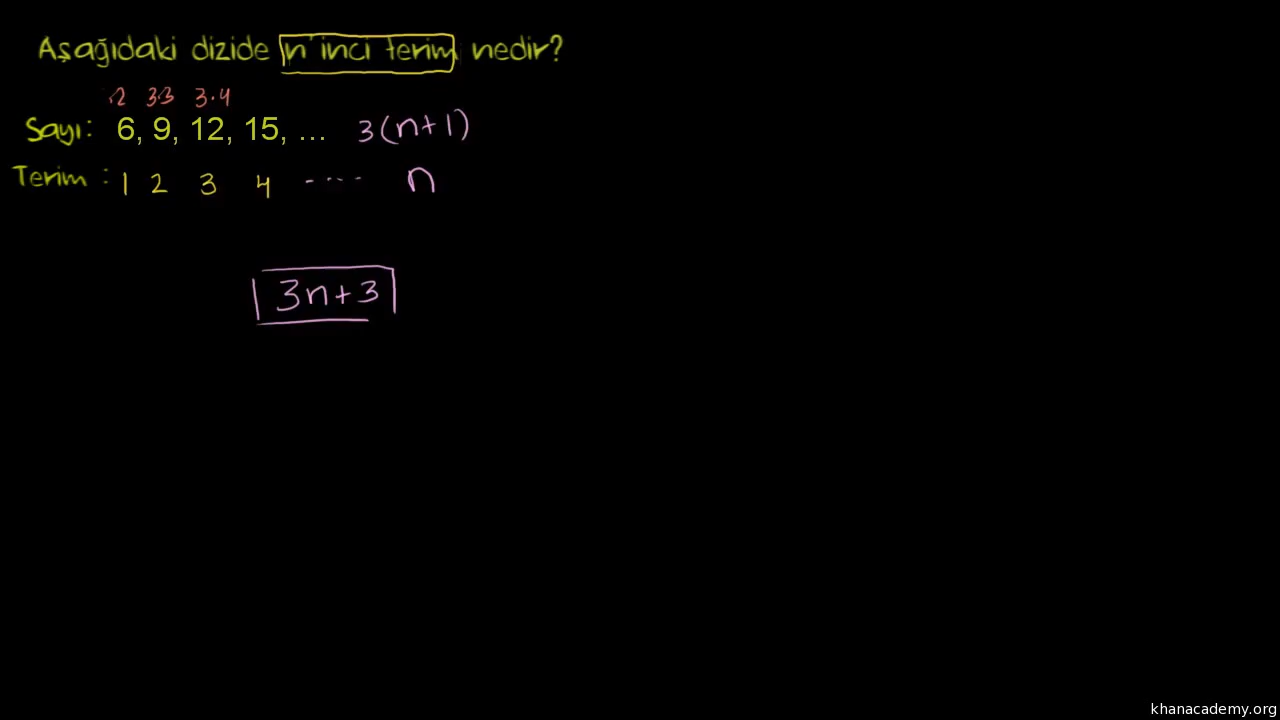 Aşağıdaki dizide n'inci terim nedir?
.2 3.3 3.4
Sayı: 6, 9, 12, 15, ... 3(n+1)
Terim : 1 2 3 4 ..... n
3n+3
khanacademy.org